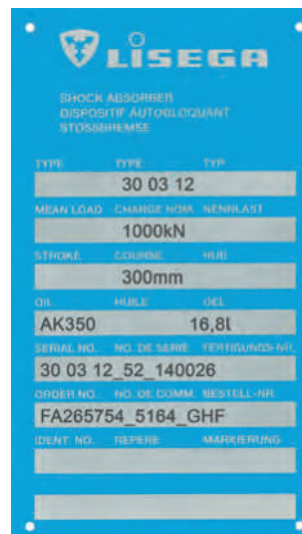 LISEGA
SHOCK ABSORBER
DISPOSITIF AUTOBLOQUANT
STOSSBREMSE
TYPE TYPE TYP
30 03 12
MEAN LOAD CHARGE NOM. NENNLAST
1000kN
STROKE COURSE HUB
300mm
OIL HUILE OEL
AK350 16,8l
SERIAL NO. NO. DE SERIE FERTIGUNGS-NR.
30 03 12_52_140026
ORDER NO. NO. DE COMM. BESTELL-NR.
FA265754_5164_GHF
IDENT. NO. REPERE MARKIERUNG